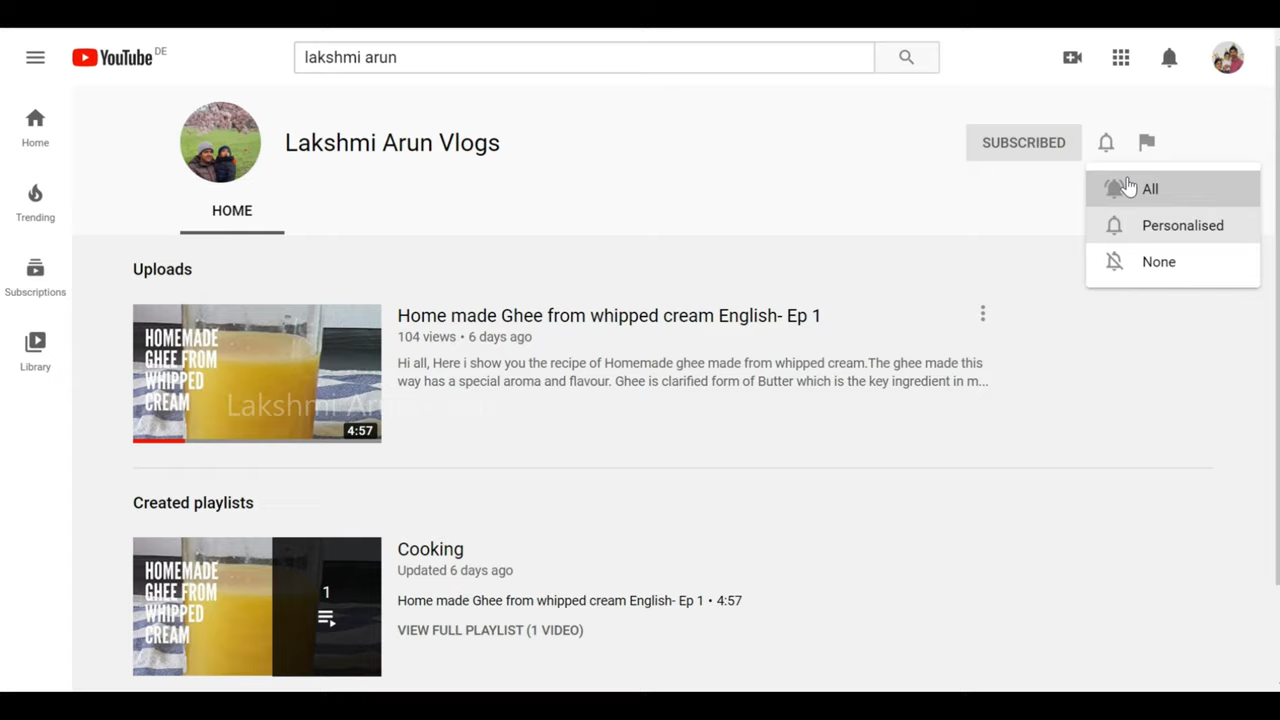 YouTube DE
lakshmi arun
Home
Trending
Subscriptions
Library
Lakshmi Arun Vlogs
SUBSCRIBED
All
Personalised
None
HOME
Uploads
HOMEMADE
GHEE FROM
WHIPPED
CREAM
Lakshmi Ar
4:57
Home made Ghee from whipped cream English- Ep 1
104 views • 6 days ago
Hi all, Here i show you the recipe of Homemade ghee made from whipped cream.The ghee made this
way has a special aroma and flavour. Ghee is clarified form of Butter which is the key ingredient in m...
Created playlists
HOMEMADE
GHEE FROM
WHIPPED
CREAM
1
Cooking
Updated 6 days ago
Home made Ghee from whipped cream English- Ep 1 • 4:57
VIEW FULL PLAYLIST (1 VIDEO)